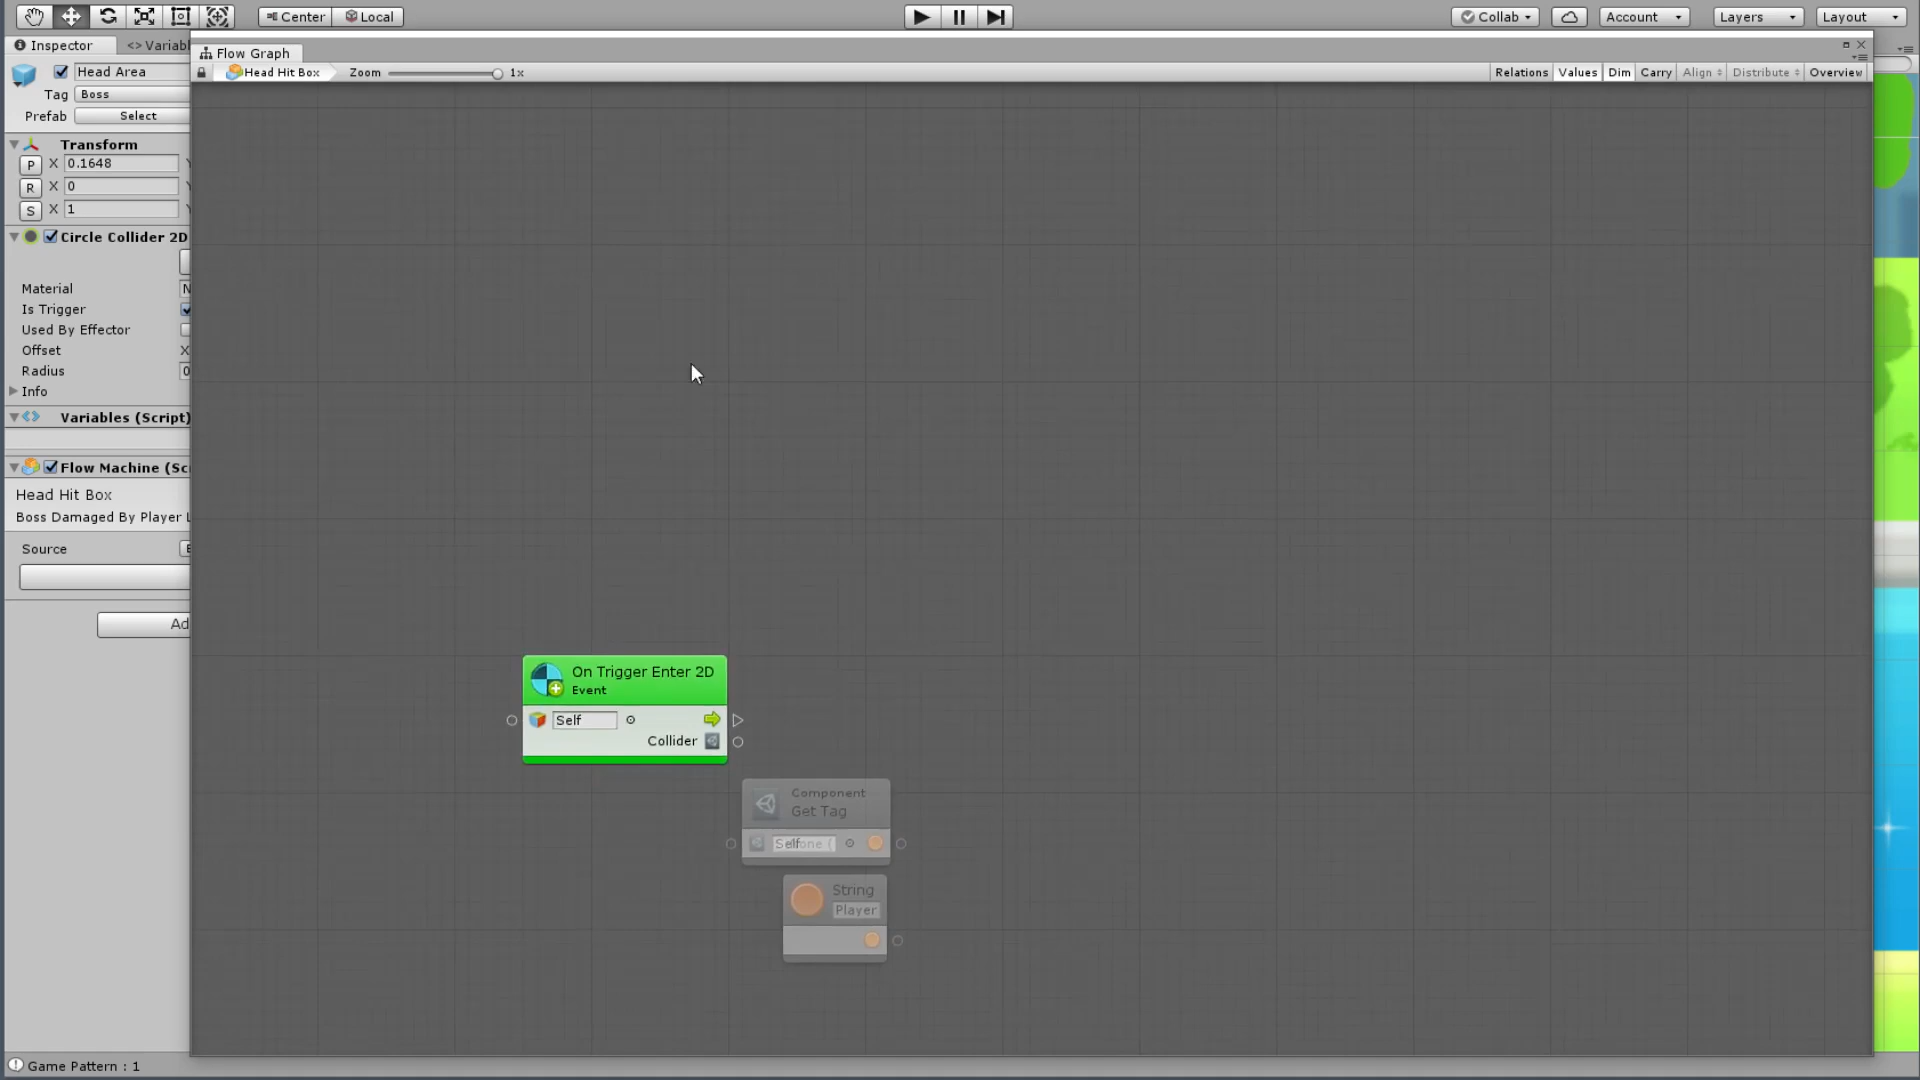 Center
Local
Collab
Account
Layers
Layout
Inspector
<> Variabl
Flow Graph
Head Area
Head Hit Box
Zoom
1x
Relations
Values
Dim
Carry
Align
Distribute
Overview
Tag
Boss
Prefab
Select
Transform
P
X
0.1648
R
X
0
S
X
1
Circle Collider 2D
Material
N
Is Trigger
Used By Effector
Offset
X
Radius
0
Info
Variables (Script)
Flow Machine (Scr
Head Hit Box
Boss Damaged By Player L
Source
E
Ad
On Trigger Enter 2D
Event
Self
Collider
Component
Get Tag
Self
String
Player
Game Pattern : 1